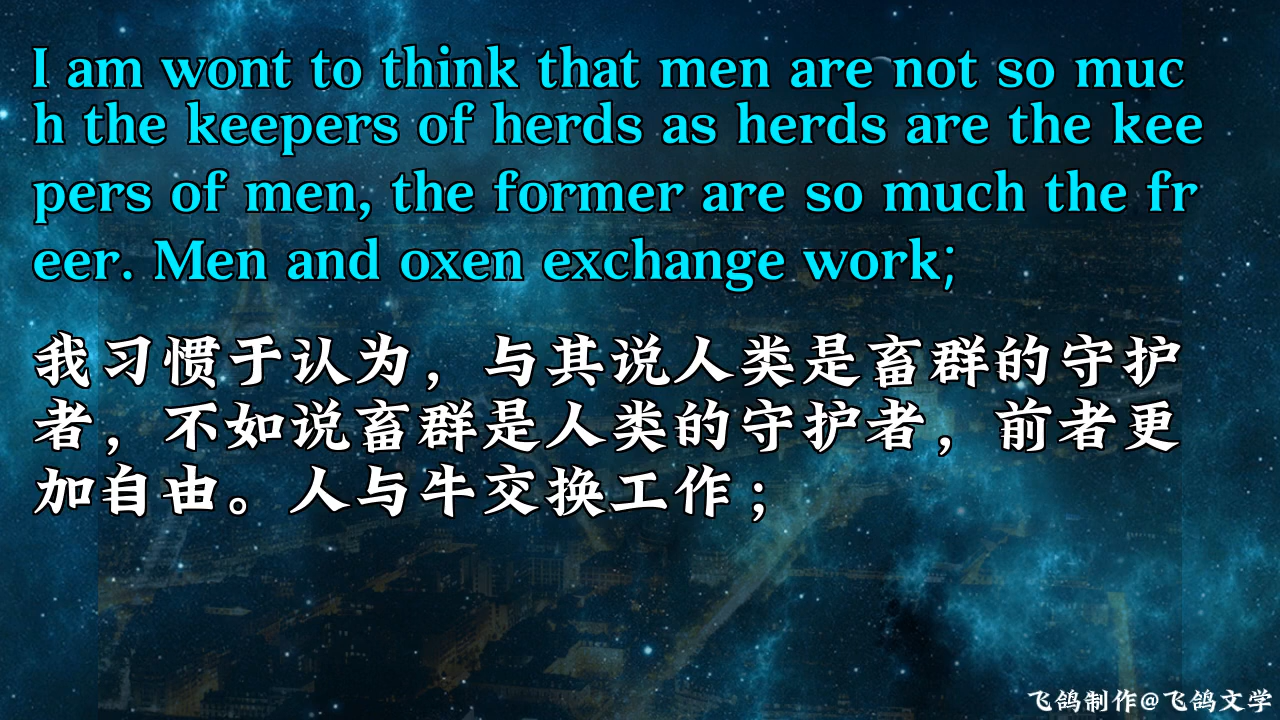 I am wont to think that men are not so muc
h the keepers of herds as herds are the kee
pers of men, the former are so much the fr
eer. Men and oxen exchange work;
我习惯于认为，与其说人类是畜群的守护
者，不如说畜群是人类的守护者，前者更
加自由。人与牛交换工作；
飞鸽制作@飞鸽文学